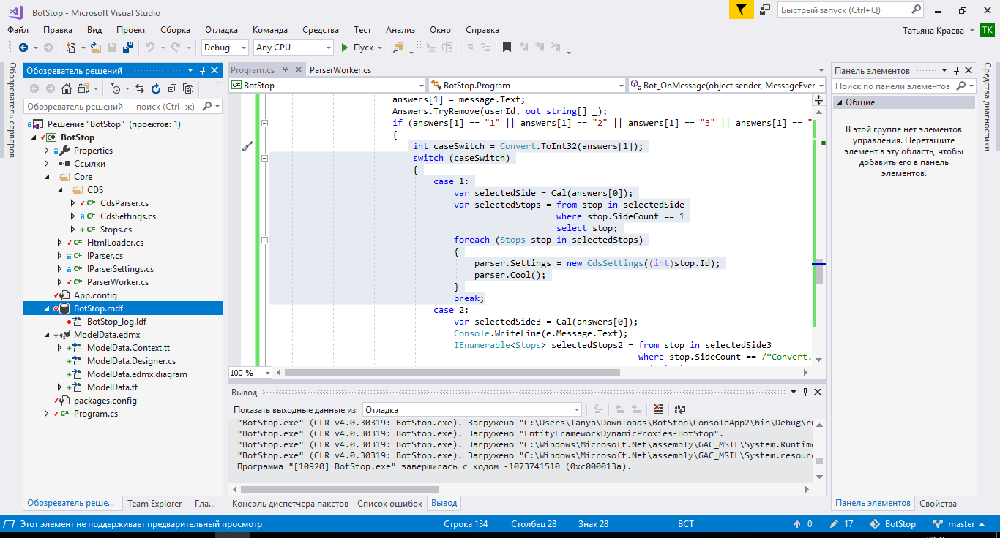 BotStop - Microsoft Visual Studio
Быстрый запуск (Ctrl+Q)
Файл Правка Вид Проект Сборка Отладка Команда Средства Тест Анализ Окно Справка
Татьяна Краева TK
Debug Any CPU Пуск
Обозреватель серверов
Обозреватель решений
Обозреватель решений — поиск (Ctrl+ж)
Решение "BotStop" (проектов: 1)
BotStop
Properties
Ссылки
Core
CDS
CdsParser.cs
CdsSettings.cs
Stops.cs
HtmlLoader.cs
IParser.cs
IParserSettings.cs
ParserWorker.cs
App.config
BotStop.mdf
BotStop_log.ldf
ModelData.edmx
ModelData.Context.tt
ModelData.Designer.cs
ModelData.edmx.diagram
ModelData.tt
packages.config
Program.cs
Обозреватель реше... Team Explorer — Гла...
Program.cs ParserWorker.cs
BotStop BotStop.Program Bot_OnMessage(object sender, MessageEver
answers[1] = message.Text;
Answers.TryRemove(userId, out string[] _);
if (answers[1] == "1" || answers[1] == "2" || answers[1] == "3" || answers[1] == "
{
int caseSwitch = Convert.ToInt32(answers[1]);
switch (caseSwitch)
{
case 1:
var selectedSide = Cal(answers[0]);
var selectedStops = from stop in selectedSide
where stop.SideCount == 1
select stop;
foreach (Stops stop in selectedStops)
{
parser.Settings = new CdsSettings((int)stop.Id);
parser.Cool();
}
break;
case 2:
var selectedSide3 = Cal(answers[0]);
Console.WriteLine(e.Message.Text);
IEnumerable<Stops> selectedStops2 = from stop in selectedSide3
where stop.SideCount == /*Convert.
100 %
Вывод
Показать выходные данные из: Отладка
"BotStop.exe" (CLR v4.0.30319: BotStop.exe). Загружено "C:\Users\Tanya\Downloads\BotStop\ConsoleApp2\bin\Debug\ru
"BotStop.exe" (CLR v4.0.30319: BotStop.exe). Загружено "EntityFrameworkDynamicProxies-BotStop".
"BotStop.exe" (CLR v4.0.30319: BotStop.exe). Загружено "C:\Windows\Microsoft.Net\assembly\GAC_MSIL\System.Runtime
"BotStop.exe" (CLR v4.0.30319: BotStop.exe). Загружено "C:\Windows\Microsoft.Net\assembly\GAC_MSIL\System.resourc
Программа "[10920] BotStop.exe" завершилась с кодом -1073741510 (0xc000013a).
Консоль диспетчера пакетов Список ошибок Вывод
Панель элементов
Поиск по панели элементов
Общие
В этой группе нет элементов
управления. Перетащите
элемент в эту область, чтобы
добавить его в панель
элементов.
Панель элементов Свойства
Средства диагностики
Этот элемент не поддерживает предварительный просмотр Строка 134 Столбец 28 Знак 28 ВСТ 0 17 BotStop master